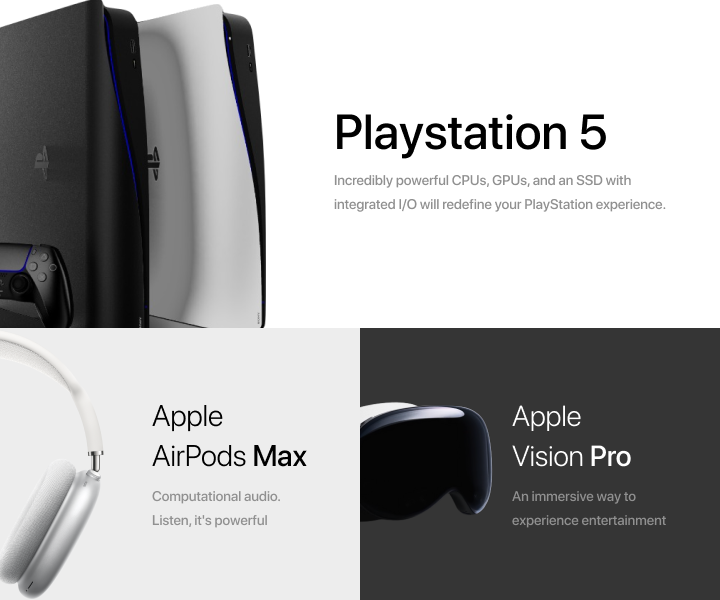 Playstation 5
Incredibly powerful CPUs, GPUs, and an SSD with
integrated I/O will redefine your PlayStation experience.
Apple
AirPods Max
Computational audio.
Listen, it's powerful
Apple
Vision Pro
An immersive way to
experience entertainment